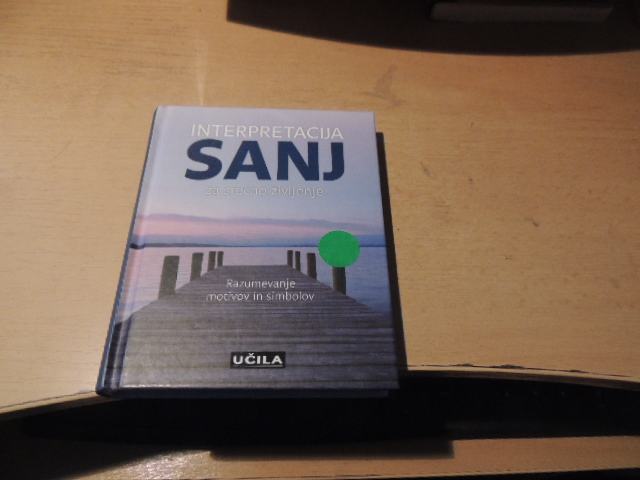 INTERPRETACIJA
SANJ
za srečno življenje
Razumevanje
motivov in simbolov
UČILA